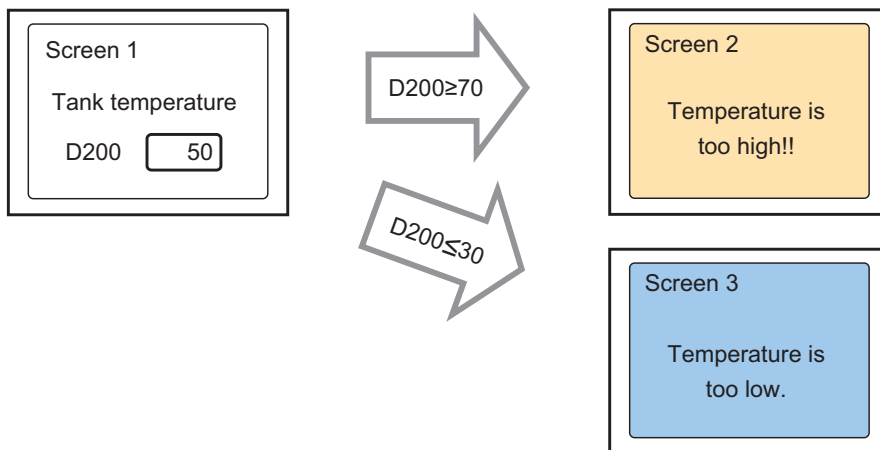 Screen 1
Tank temperature
D200 50
D200≥70
D200≤30
Screen 2
Temperature is
too high!!
Screen 3
Temperature is
too low.